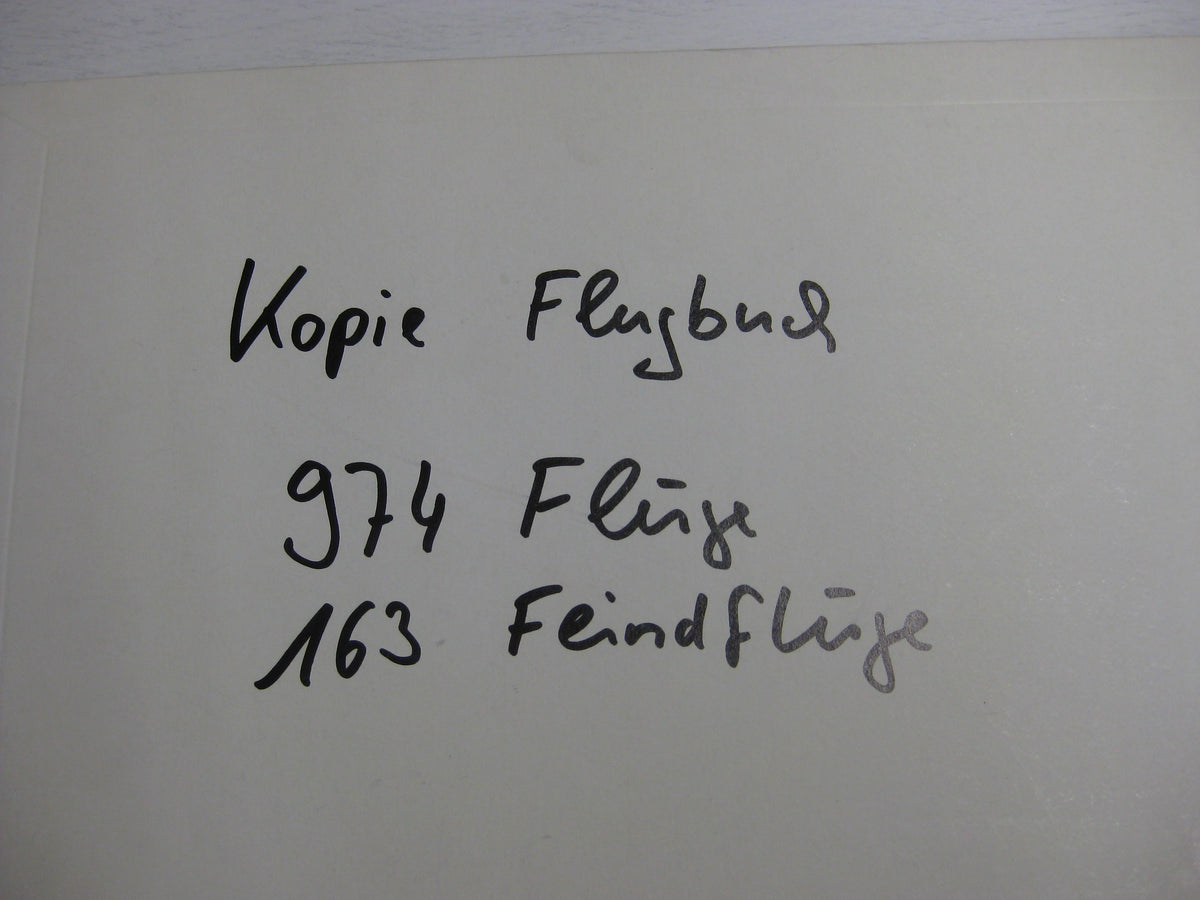 Kopie Flugbuch
974 Flüge
163 Feindflüge